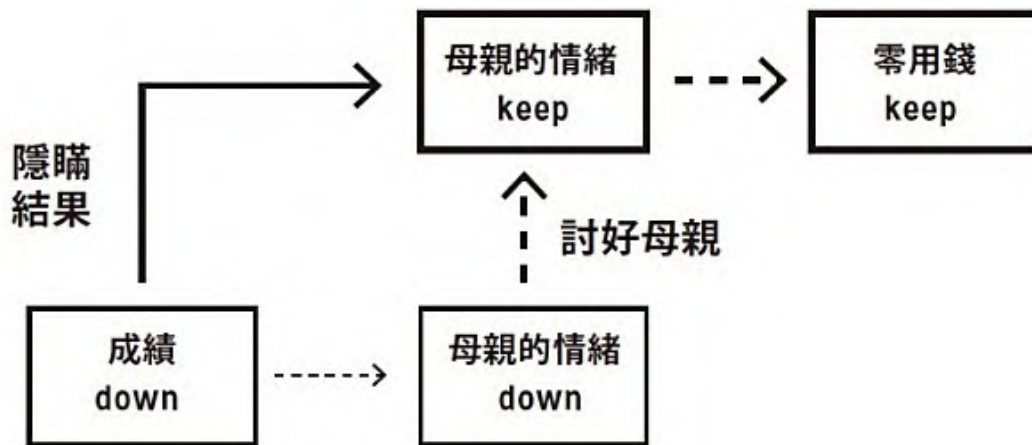 母親的情緒
keep
零用錢
keep
隱瞞
結果
討好母親
成績
down
母親的情緒
down